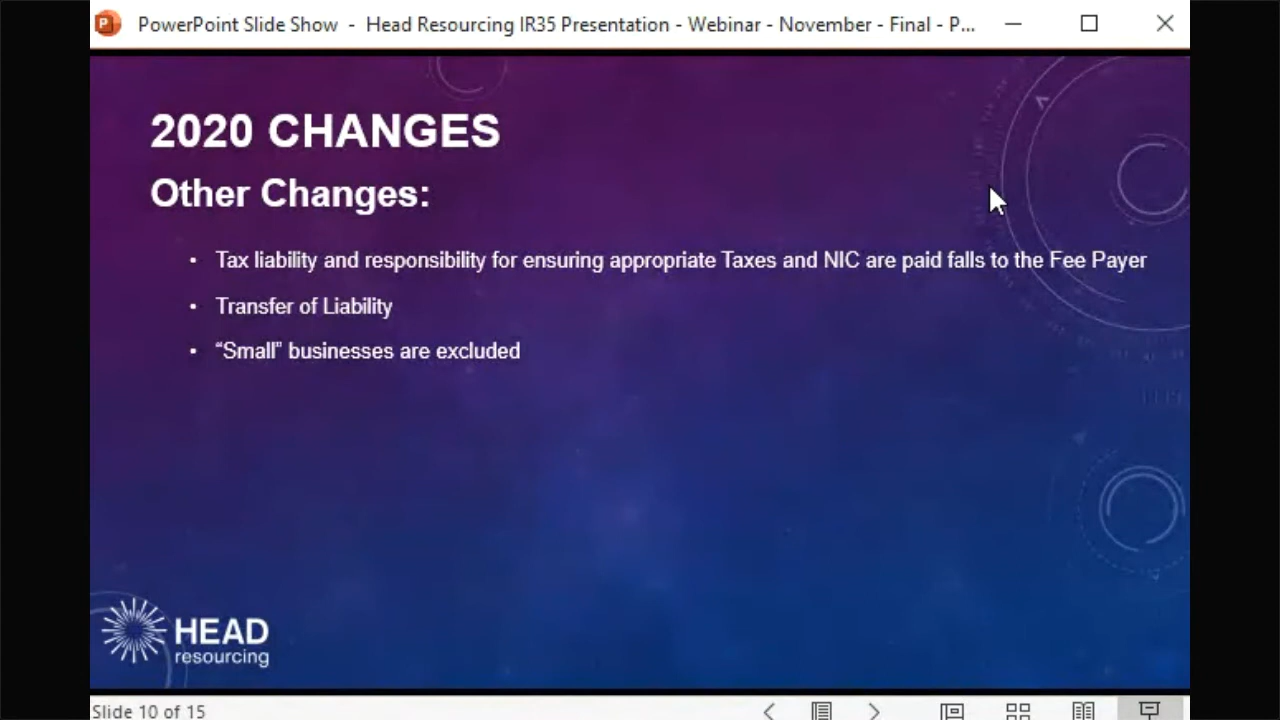 PowerPoint Slide Show - Head Resourcing IR35 Presentation - Webinar - November - Final - P...
2020 CHANGES
Other Changes:
• Tax liability and responsibility for ensuring appropriate Taxes and NIC are paid falls to the Fee Payer
• Transfer of Liability
• “Small” businesses are excluded
HEAD
resourcing
Slide 10 of 15